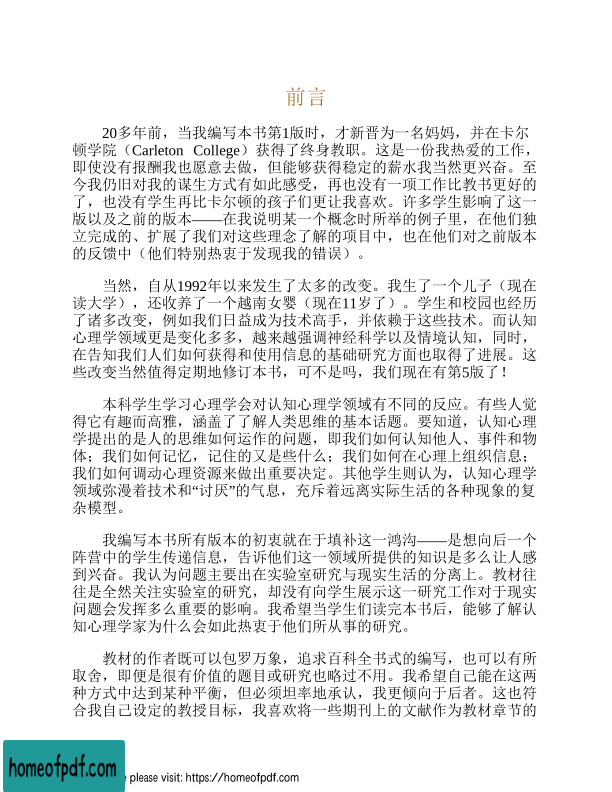 前言
20多年前，当我编写本书第1版时，才新晋为一名妈妈，并在卡尔
顿学院（Carleton College）获得了终身教职。这是一份我热爱的工作，
即使没有报酬我也愿意去做，但能够获得稳定的薪水我当然更兴奋。至
今我仍旧对我的谋生方式有如此感受，再也没有一项工作比教书更好的
了，也没有学生再比卡尔顿的孩子们更让我喜欢。许多学生影响了这一
版以及之前的版本——在我说明某一个概念时所举的例子里，在他们独
立完成的、扩展了我们对这些理念了解的项目中，也在他们对之前版本
的反馈中（他们特别热衷于发现我的错误）。
当然，自从1992年以来发生了太多的改变。我生了一个儿子（现在
读大学），还收养了一个越南女婴（现在11岁了）。学生和校园也经历
了诸多改变，例如我们日益成为技术高手，并依赖于这些技术。而认知
心理学领域更是变化多多，越来越强调神经科学以及情境认知，同时，
在告知我们人们如何获得和使用信息的基础研究方面也取得了进展。这
些改变当然值得定期地修订本书，可不是吗，我们现在有第5版了！
本科学生学习心理学会对认知心理学领域有不同的反应。有些人觉
得它有趣而高雅，涵盖了了解人类思维的基本话题。要知道，认知心理
学提出的是人的思维如何运作的问题，即我们如何认知他人、事件和物
体；我们如何记忆，记住的又是些什么；我们如何在心理上组织信息；
我们如何调动心理资源来做出重要决定。其他学生则认为，认知心理学
领域弥漫着技术和“讨厌”的气息，充斥着远离实际生活的各种现象的复
杂模型。
我编写本书所有版本的初衷就在于填补这一鸿沟——是想向后一个
阵营中的学生传递信息，告诉他们这一领域所提供的知识是多么让人感
到兴奋。我认为问题主要出在实验室研究与现实生活的分离上。教材往
往是全然关注实验室的研究，却没有向学生展示这一研究工作对于现实
问题会发挥多么重要的影响。我希望当学生们读完本书后，能够了解认
知心理学家为什么会如此热衷于他们所从事的研究。
教材的作者既可以包罗万象，追求百科全书式的编写，也可以有所
取舍，即便是很有价值的题目或研究也略过不用。我希望自己能在这两
种方式中达到某种平衡，但必须坦率地承认，我更倾向于后者。这也符
合我自己设定的教授目标，我喜欢将一些期刊上的文献作为教材章节的
homeofpdf.com
please visit: https://homeofpdf.com